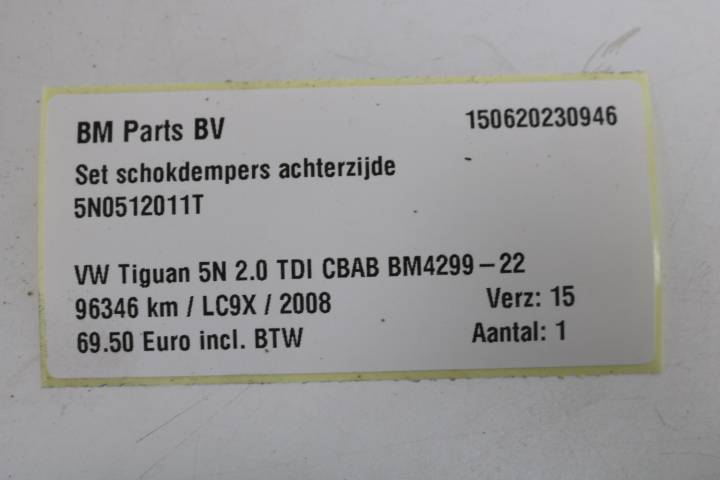 BM Parts BV 150620230946
Set schokdempers achterzijde
5N0512011T
VW Tiguan 5N 2.0 TDI CBAB BM4299-22
96346 km / LC9X / 2008 Verz: 15
69.50 Euro incl. BTW Aantal: 1